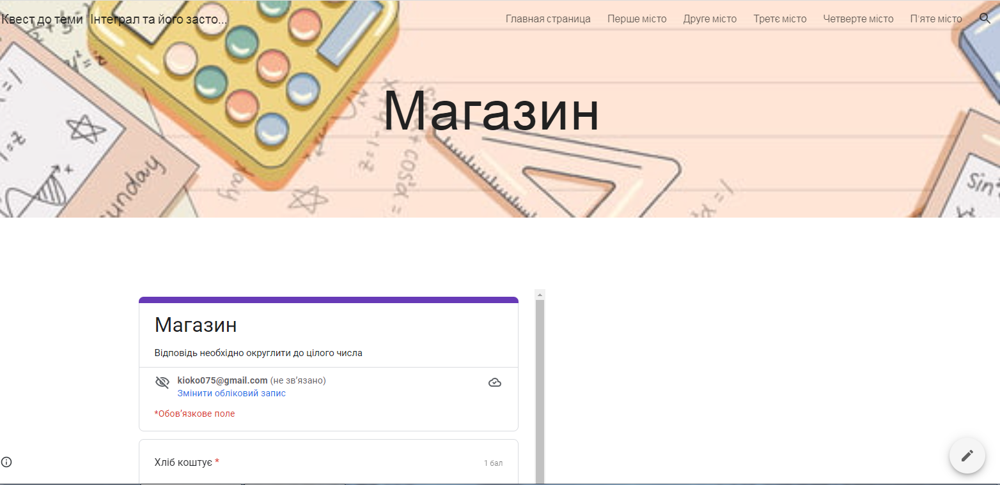 Квест до теми "Інтеграл та його засто...
Главная страница
Перше місто
Друге місто
Третє місто
Четверте місто
П'яте місто
Магазин
sunday
Магазин
Відповідь необхідно округлити до цілого числа
kioko075@gmail.com (не зв’язано)
Змінити обліковий запис
*Обов’язкове поле
Хліб коштує *
1 бал